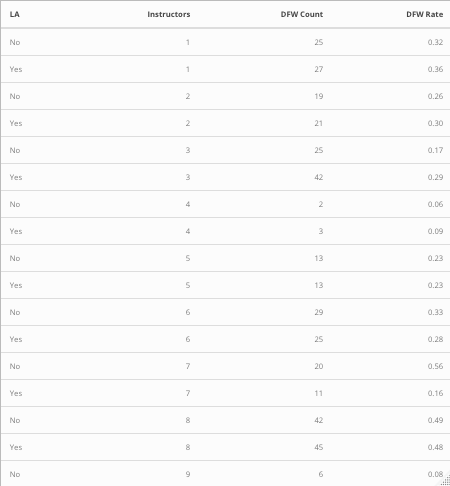 LA Instructors DFW Count DFW Rate
No 1 25 0.32
Yes 1 27 0.36
No 2 19 0.26
Yes 2 21 0.30
No 3 25 0.17
Yes 3 42 0.29
No 4 2 0.06
Yes 4 3 0.09
No 5 13 0.23
Yes 5 13 0.23
No 6 29 0.33
Yes 6 25 0.28
No 7 20 0.56
Yes 7 11 0.16
No 8 42 0.49
Yes 8 45 0.48
No 9 6 0.08